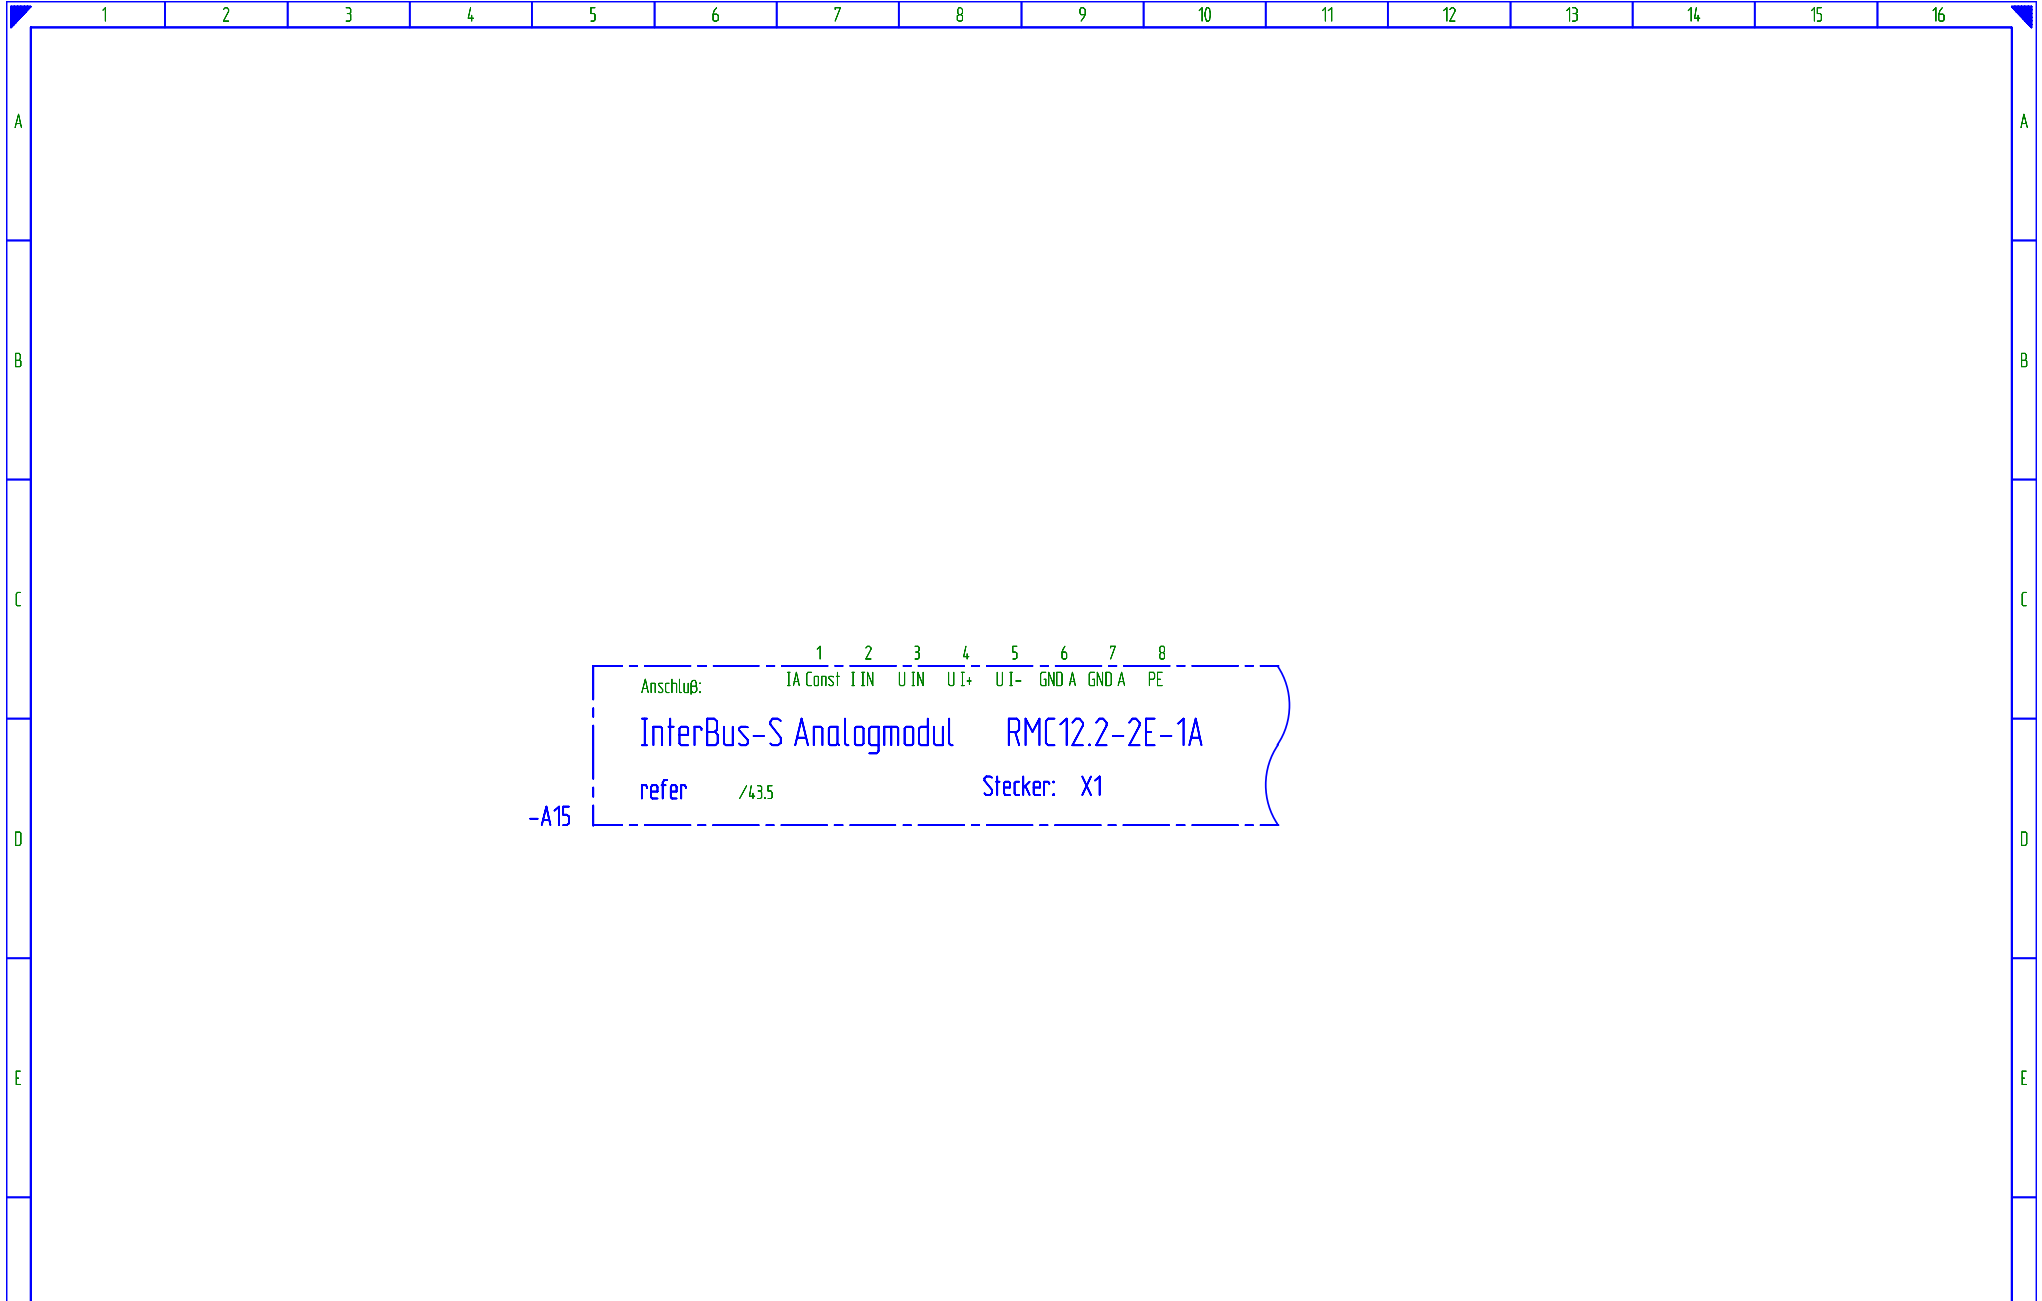 1 2 3 4 5 6 7 8 9 10 11 12 13 14 15 16
A A
B B
C C
1 2 3 4 5 6 7 8
Anschluß: IA Const I IN U IN U I+ U I- GND A GND A PE
InterBus-S Analogmodul RMC12.2-2E-1A
refer /43.5 Stecker: X1
-A15
D D
E E